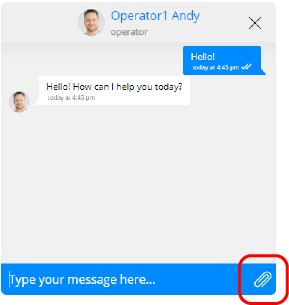 Operator1 Andy
operator
Hello!
today at 4:45 pm
Hello! How can I help you today?
today at 4:45 pm
Type your message here...